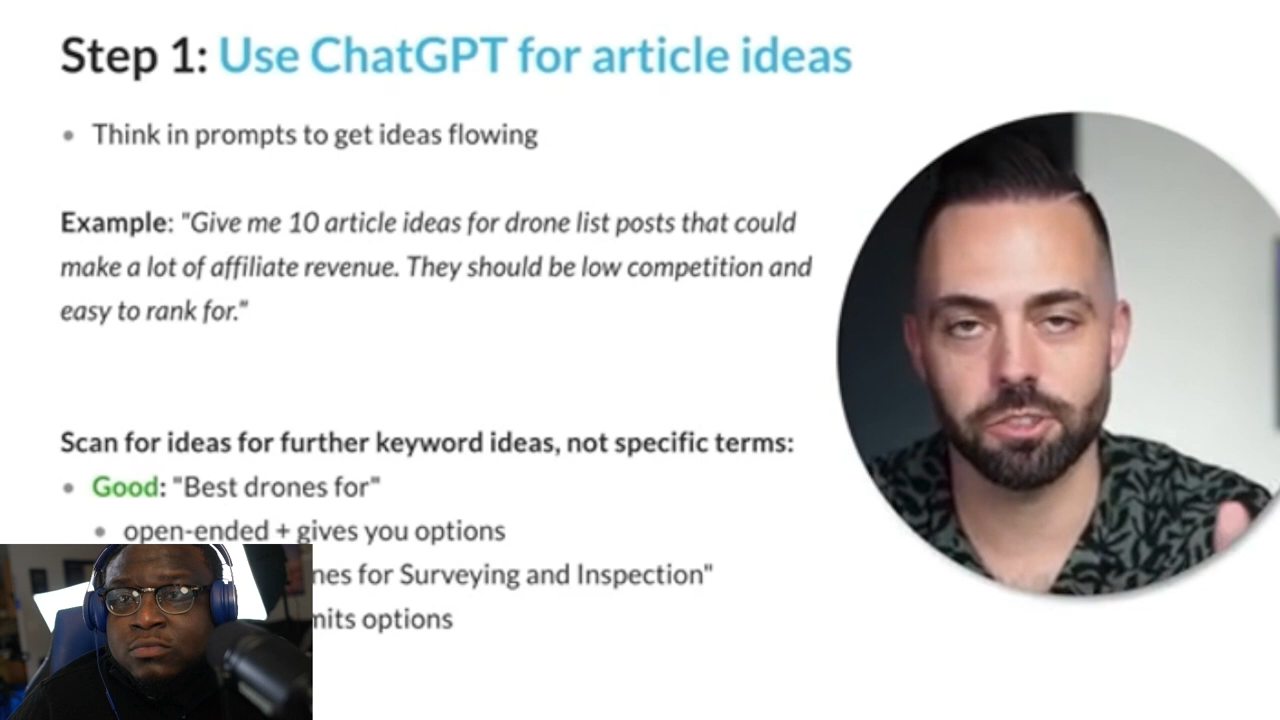 Step 1: Use ChatGPT for article ideas
Think in prompts to get ideas flowing
Example: "Give me 10 article ideas for drone list posts that could
make a lot of affiliate revenue. They should be low competition and
easy to rank for."
Scan for ideas for further keyword ideas, not specific terms:
Good: "Best drones for"
open-ended + gives you options
for Surveying and Inspection"
options